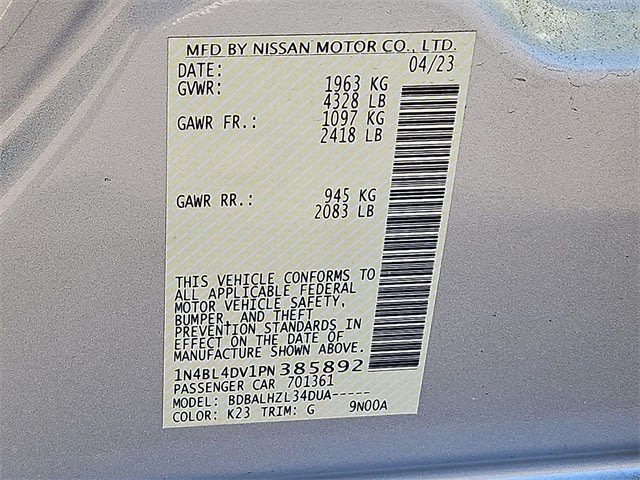 MFD BY NISSAN MOTOR CO., LTD.
DATE: 04/23
GVWR: 1963 KG
4328 LB
GAWR FR.: 1097 KG
2418 LB
GAWR RR.: 945 KG
2083 LB
THIS VEHICLE CONFORMS TO
ALL APPLICABLE FEDERAL
MOTOR VEHICLE SAFETY,
BUMPER, AND THEFT
PREVENTION STANDARDS IN
EFFECT ON THE DATE OF
MANUFACTURE SHOWN ABOVE.
1N4BL4DV1PN385892
PASSENGER CAR 701361
MODEL: BDBALHZL34DUA-----
COLOR: K23 TRIM: G 9N00A